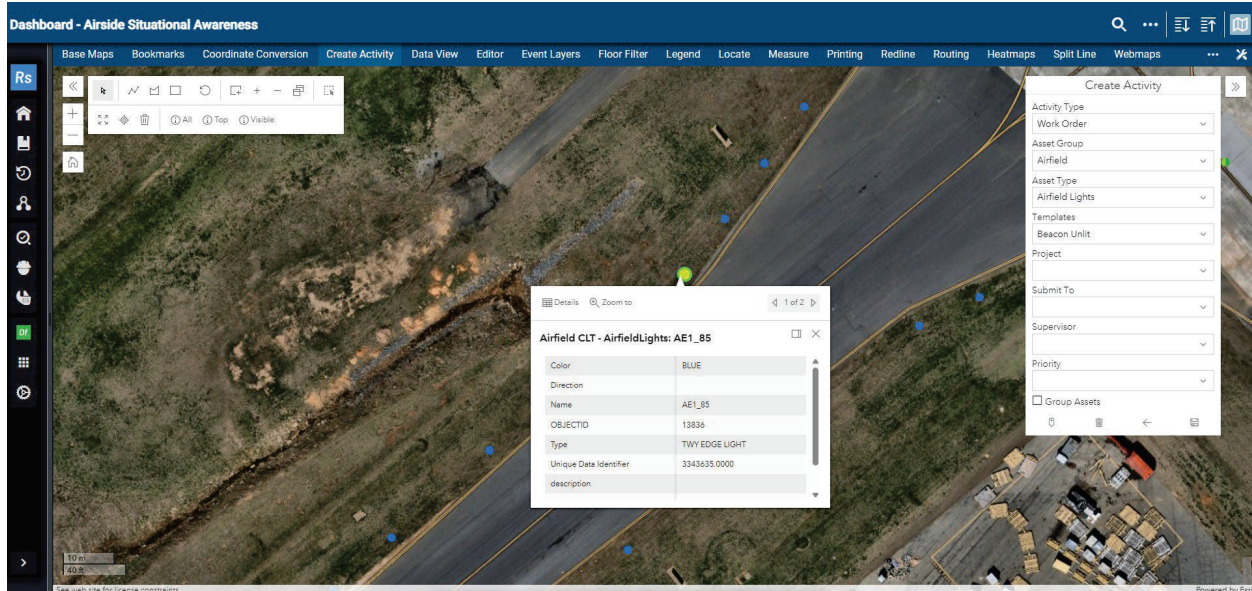 Dashboard - Airside Situational Awareness
Base Maps Bookmarks Coordinate Conversion Create Activity Data View Editor Event Layers Floor Filter Legend Locate Measure Printing Redline Routing Heatmaps Split Line Webmaps
Rs
All Top Visible
Of
10 m
40 ft
See web site for license constraints
Details Zoom to 1 of 2
Airfield CLT - AirfieldLights: AE1_85
Color BLUE
Direction
Name AE1_85
OBJECTID 13836
Type TWY EDGE LIGHT
Unique Data Identifier 3343635.0000
description
Create Activity
Activity Type
Work Order
Asset Group
Airfield
Asset Type
Airfield Lights
Templates
Beacon Unlit
Project
Submit To
Supervisor
Priority
Group Assets
Powered by Esri